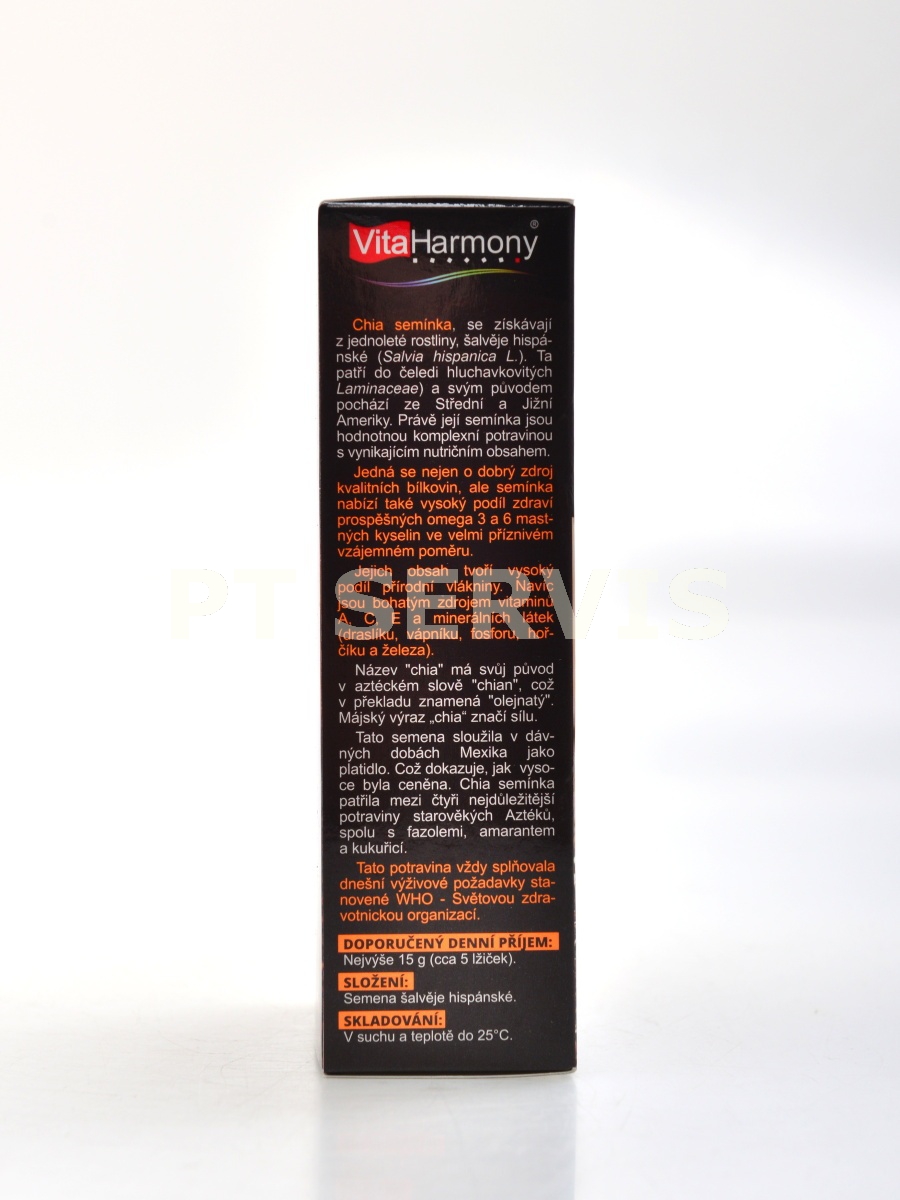 VitaHarmony®
Chia semínka, se získávají
z jednoleté rostliny, šalvěje hispá-
nské (Salvia hispanica L.). Ta
patří do čeledi hluchavkovitých
Laminaceae) a svým původem
pochází ze Střední a Jižní
Ameriky. Právě její semínka jsou
hodnotnou komplexní potravinou
s vynikajícím nutričním obsahem.
Jedná se nejen o dobrý zdroj
kvalitních bílkovin, ale semínka
nabízí také vysoký podíl zdraví
prospěšných omega 3 a 6 mast-
ných kyselin ve velmi příznivém
vzájemném poměru.
Jejich obsah tvoří vysoký
podíl přírodní vlákniny. Navíc
jsou bohatým zdrojem vitaminů
A, C, E a minerálních látek
(draslíku, vápníku, fosforu, hoř-
číku a železa).
PT SERVIS
Název "chia" má svůj původ
v aztéckém slově "chian", což
v překladu znamená "olejnatý".
Májský výraz „chia“ značí sílu.
Tato semena sloužila v dáv-
ných dobách Mexika jako
platidlo. Což dokazuje, jak vyso-
ce byla ceněna. Chia semínka
patřila mezi čtyři nejdůležitější
potraviny starověkých Aztéků,
spolu s fazolemi, amarantem
a kukuřicí.
Tato potravina vždy splňovala
dnešní výživové požadavky sta-
novené WHO - Světovou zdra-
votnickou organizací.
DOPORUČENÝ DENNÍ PŘÍJEM:
Nejvýše 15 g (cca 5 lžiček).
SLOŽENÍ:
Semena šalvěje hispánské.
SKLADOVÁNÍ:
V suchu a teplotě do 25°C.